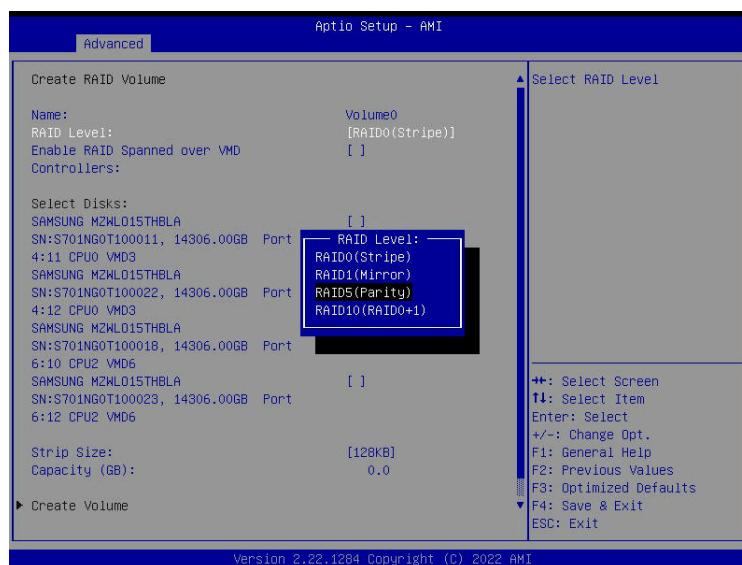 Aptio Setup – AMI
Advanced
Create RAID Volume
Name: Volume0
RAID Level: [RAID0(Stripe)]
Enable RAID Spanned over VMD [ ]
Controllers:
Select Disks:
SAMSUNG MZWLO15THBLA [ ]
SN:S701NG0T100011, 14306.00GB Port
4:11 CPU0 VMD3
SAMSUNG MZWLO15THBLA
SN:S701NG0T100022, 14306.00GB Port
4:12 CPU0 VMD3
SAMSUNG MZWLO15THBLA
SN:S701NG0T100018, 14306.00GB Port
6:10 CPU2 VMD6
SAMSUNG MZWLO15THBLA [ ]
SN:S701NG0T100023, 14306.00GB Port
6:12 CPU2 VMD6
Strip Size: [128KB]
Capacity (GB): 0.0
Create Volume
RAID Level:
RAID0(Stripe)
RAID1(Mirror)
RAID5(Parity)
RAID10(RAID0+1)
Select RAID Level
→←: Select Screen
↑↓: Select Item
Enter: Select
+/-: Change Opt.
F1: General Help
F2: Previous Values
F3: Optimized Defaults
F4: Save & Exit
ESC: Exit
Version 2.22.1284 Copyright (C) 2022 AMI